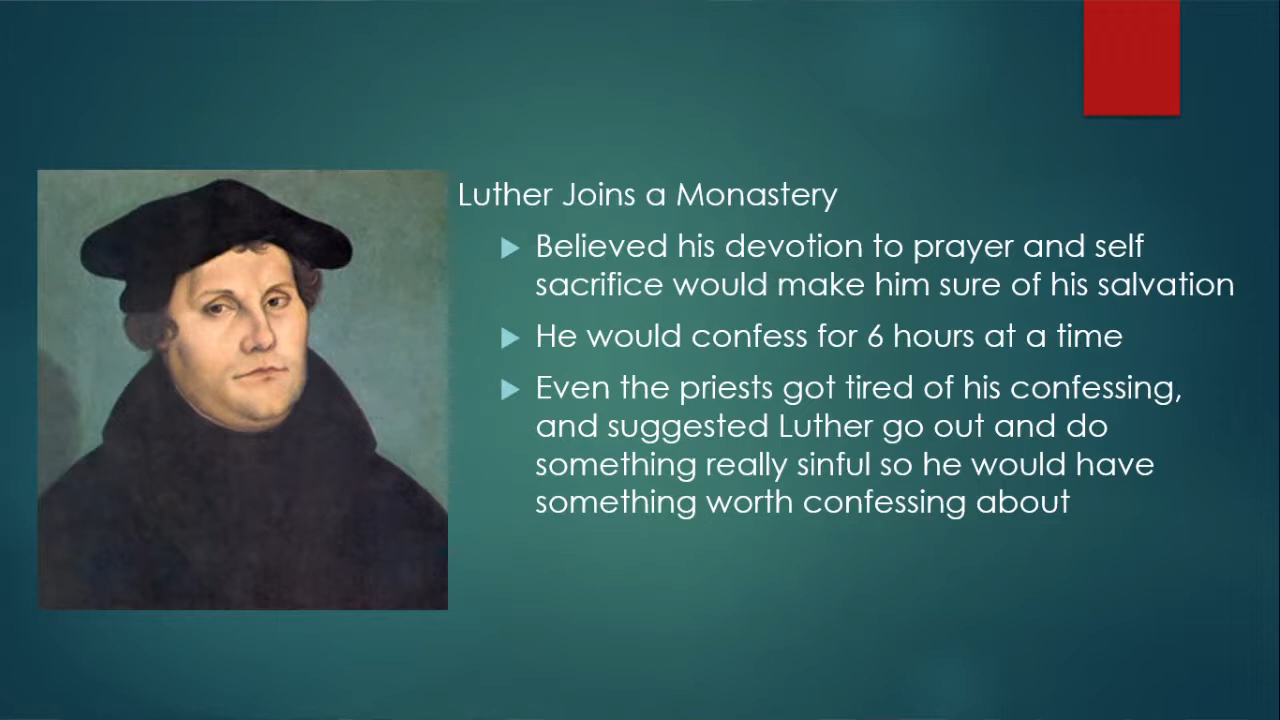 Luther Joins a Monastery
Believed his devotion to prayer and self
sacrifice would make him sure of his salvation
He would confess for 6 hours at a time
Even the priests got tired of his confessing,
and suggested Luther go out and do
something really sinful so he would have
something worth confessing about